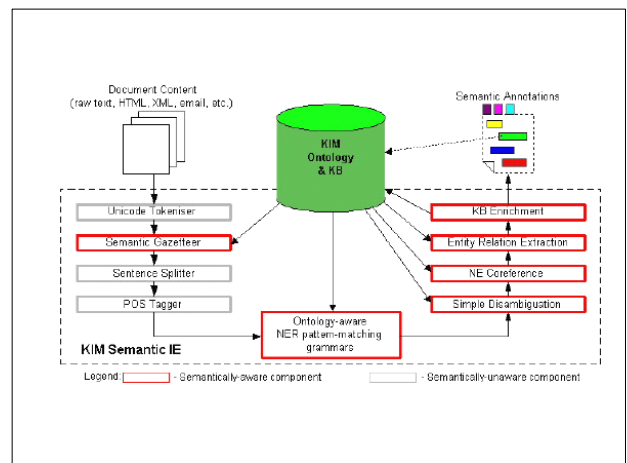 Document Content
(raw text, HTML, XML, email, etc.)
Semantic Annotations
KIM
Ontology
& KB
Unicode Tokeniser
Semantic Gazetteer
Sentence Splitter
POS Tagger
KB Enrichment
Entity Relation Extraction
NE Coreference
Simple Disambiguation
Ontology-aware
NER pattern-matching
grammars
KIM Semantic IE
Legend: - Semantically-aware component - Semantically-unaware component